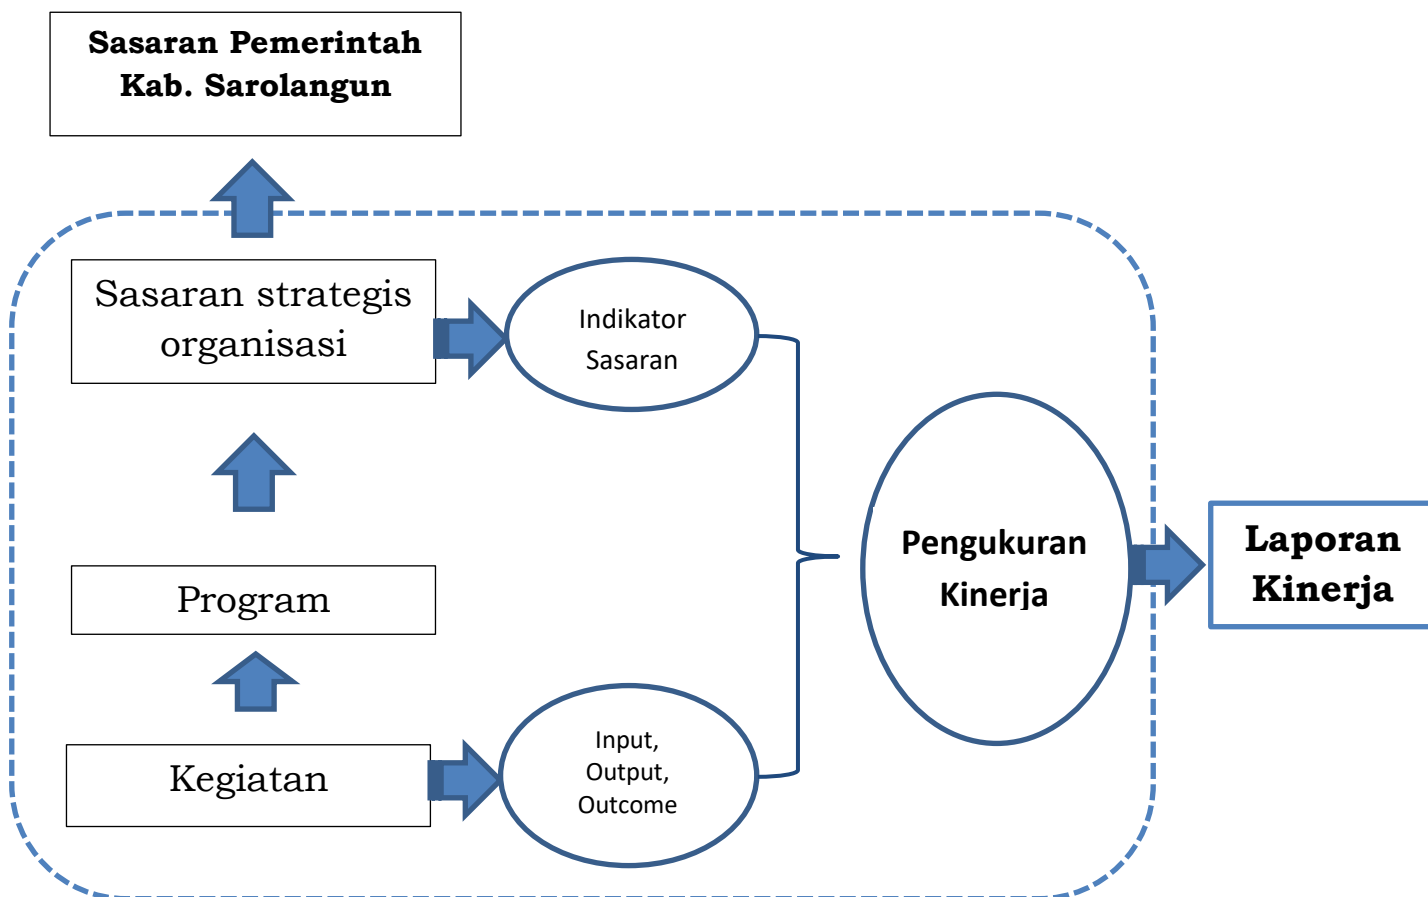 Sasaran Pemerintah
Kab. Sarolangun
Sasaran strategis
organisasi
Indikator
Sasaran
Pengukuran
Kinerja
Laporan
Kinerja
Program
Input,
Output,
Outcome
Kegiatan